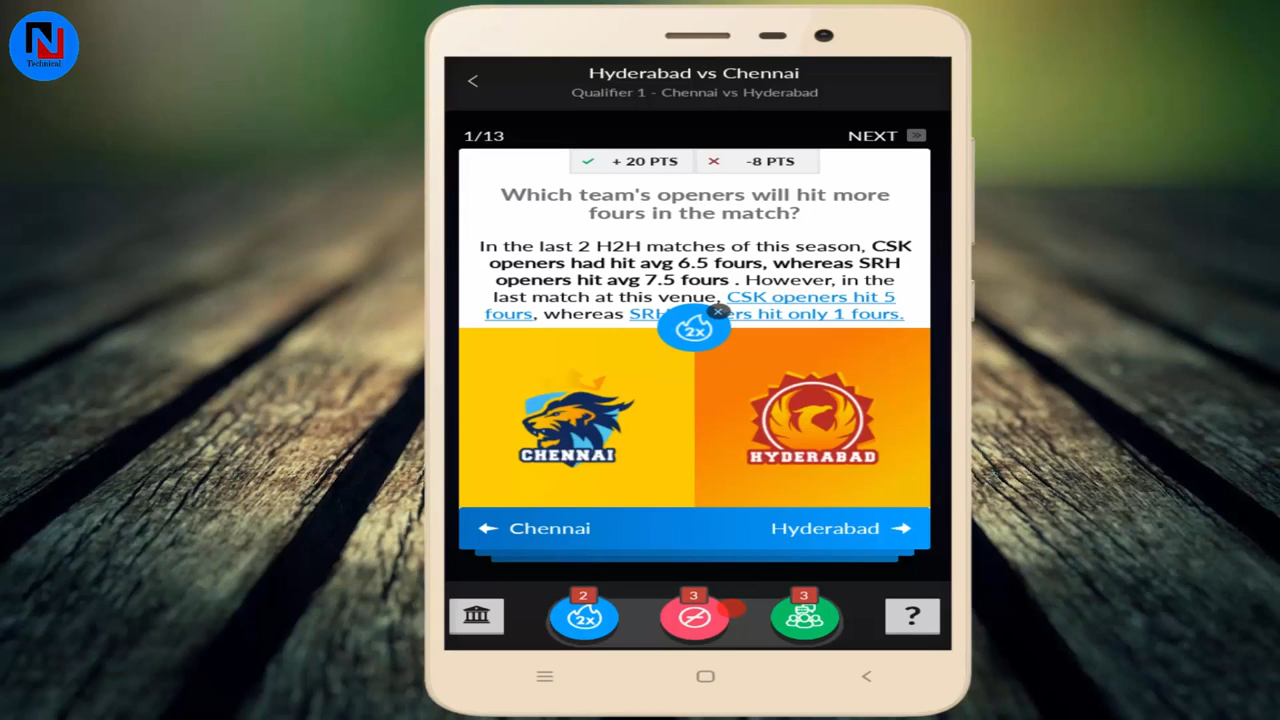 N
Technical
Hyderabad vs Chennai
Qualifier 1 - Chennai vs Hyderabad
1/13
NEXT
+ 20 PTS
-8 PTS
Which team's openers will hit more
fours in the match?
In the last 2 H2H matches of this season, CSK
openers had hit avg 6.5 fours, whereas SRH
openers hit avg 7.5 fours . However, in the
last match at this venue, CSK openers hit 5
fours, whereas SRH hit only 1 fours.
2x
CHENNAI
HYDERABAD
Chennai
Hyderabad
2
3
3
2x
?